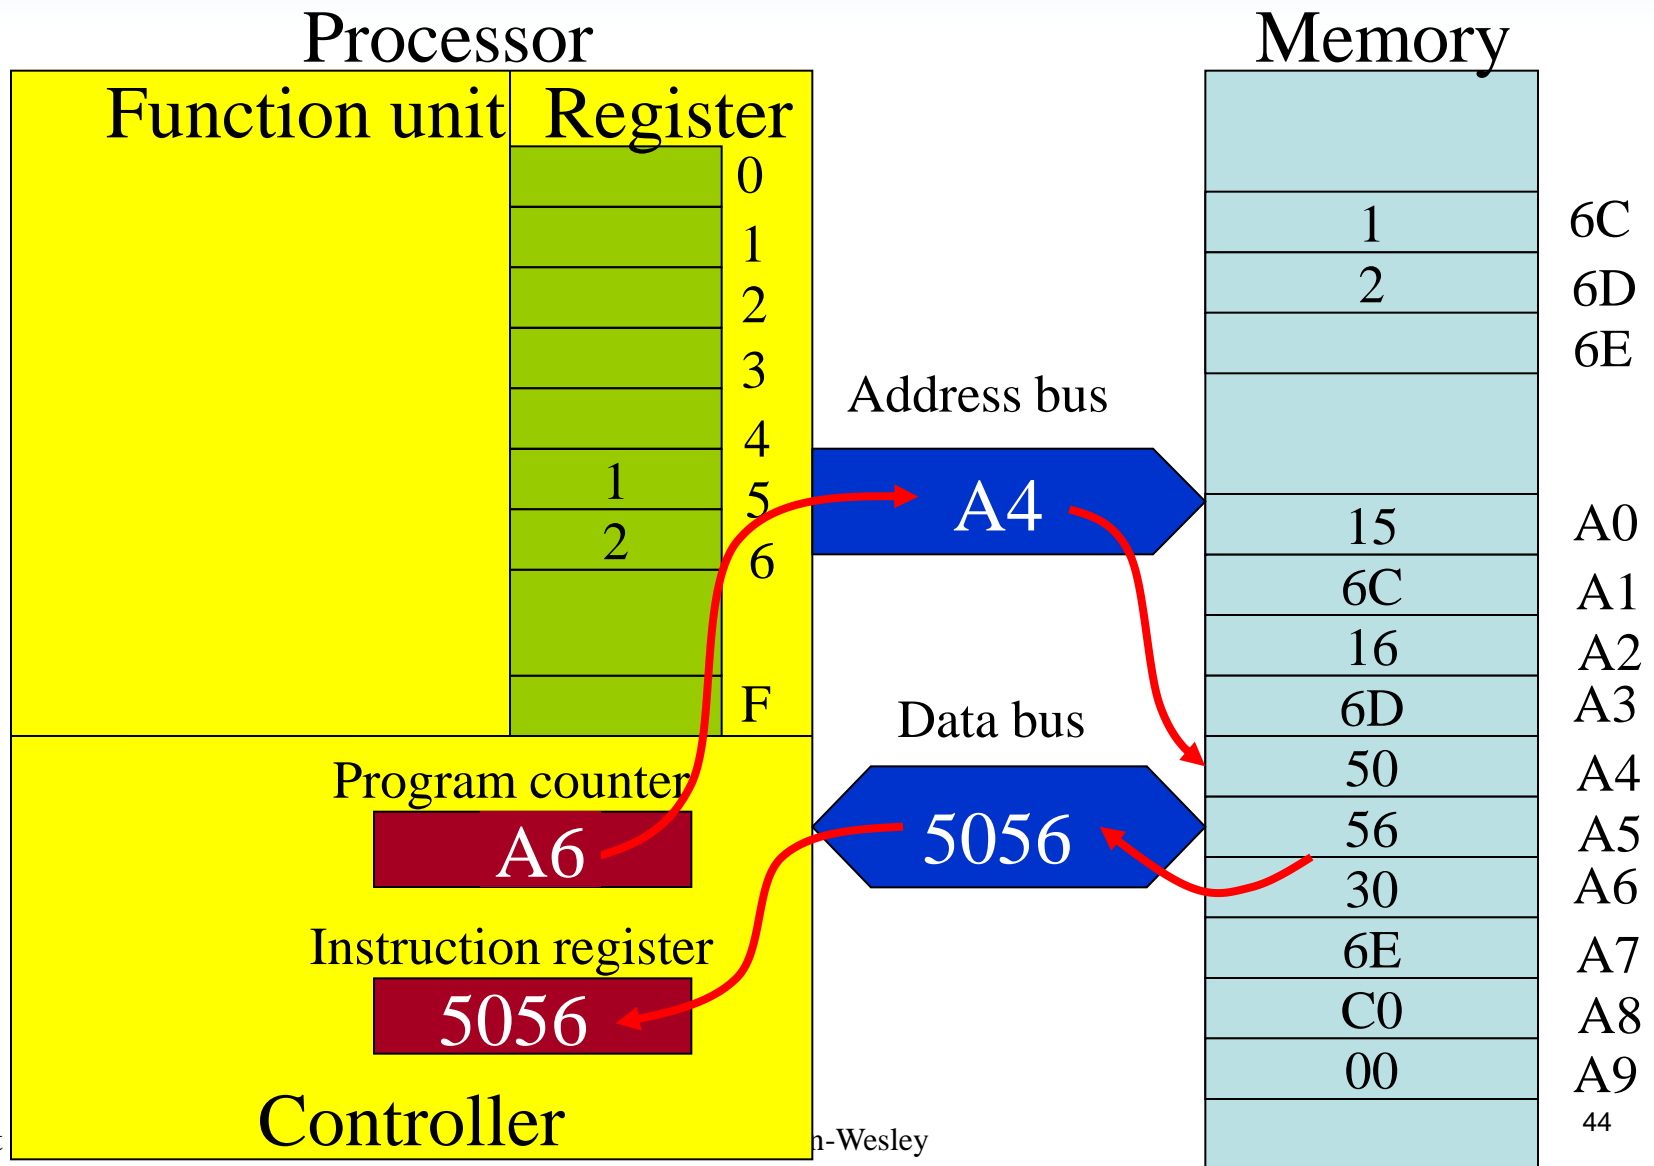 Processor
Memory
Function unit
Register
0
1
2
3
4
1
5
2
6
F
Address bus
A4
Data bus
5056
Program counter
A6
Instruction register
5056
Controller
1 6C
2 6D
6E
15 A0
6C A1
16 A2
6D A3
50 A4
56 A5
30 A6
6E A7
C0 A8
00 A9
n-Wesley
44